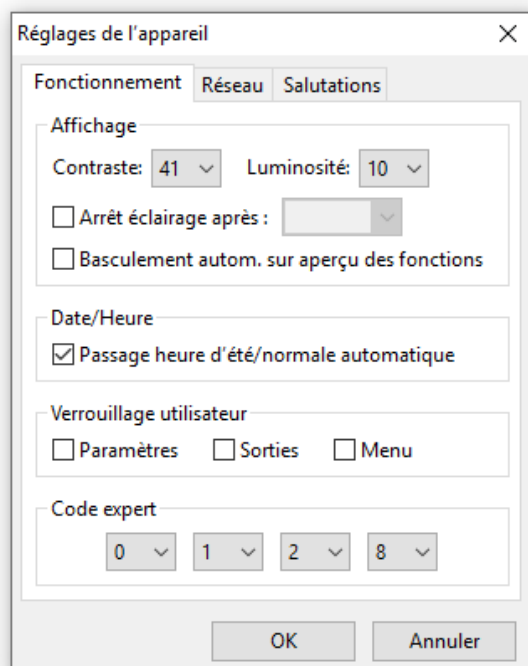 Réglages de l'appareil
Fonctionnement Réseau Salutations
Affichage
Contraste: 41 Luminosité: 10
Arrêt éclairage après :
Basculement autom. sur aperçu des fonctions
Date/Heure
Passage heure d'été/normale automatique
Verrouillage utilisateur
Paramètres Sorties Menu
Code expert
0 1 2 8
OK Annuler